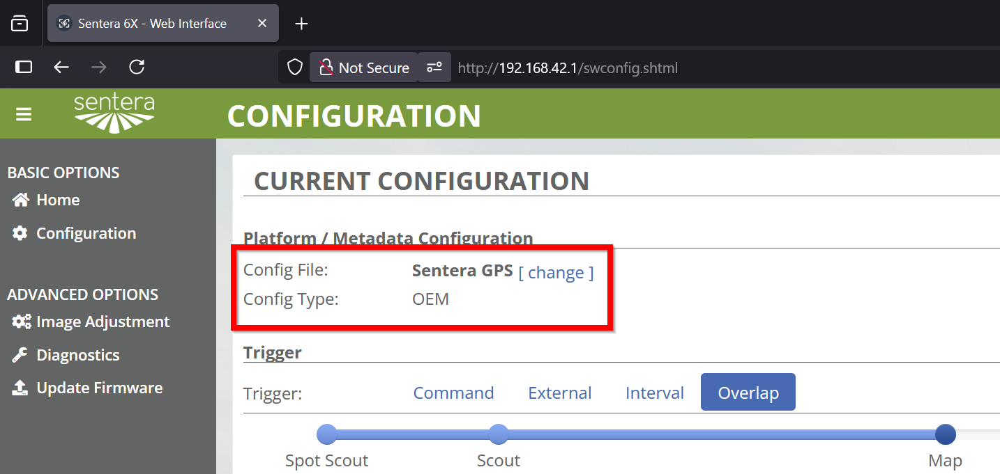 Sentera 6X - Web Interface
Not Secure http://192.168.42.1/swconfig.shtml
sentera
CONFIGURATION
BASIC OPTIONS
Home
Configuration
ADVANCED OPTIONS
Image Adjustment
Diagnostics
Update Firmware
CURRENT CONFIGURATION
Platform / Metadata Configuration
Config File: Sentera GPS [ change ]
Config Type: OEM
Trigger
Trigger: Command External Interval Overlap
Spot Scout Scout Map